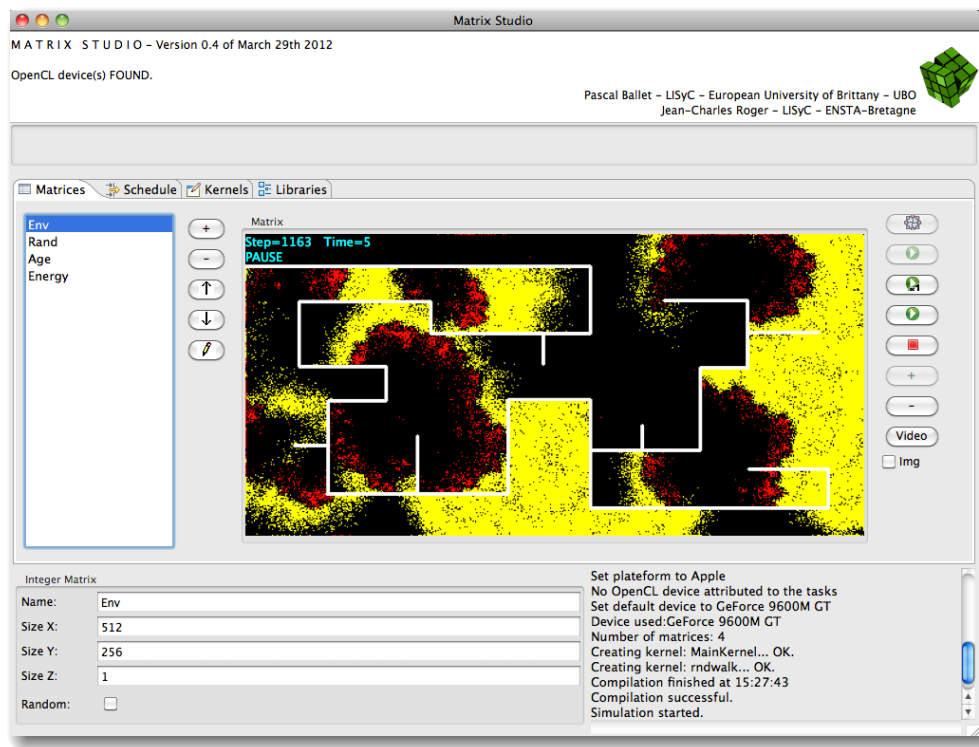 Matrix Studio
M A T R I X  S T U D I O – Version 0.4 of March 29th 2012
OpenCL device(s) FOUND.
Pascal Ballet – LISyC – European University of Brittany – UBO
Jean-Charles Roger – LISyC – ENSTA-Bretagne
Matrices Schedule Kernels Libraries
Env
Rand
Age
Energy
+
-
Matrix
Step=1163 Time=5
PAUSE
x1
+
-
Video
Img
Integer Matrix
Name: Env
Size X: 512
Size Y: 256
Size Z: 1
Random:
Set plateform to Apple
No OpenCL device attributed to the tasks
Set default device to GeForce 9600M GT
Device used:GeForce 9600M GT
Number of matrices: 4
Creating kernel: MainKernel... OK.
Creating kernel: rndwalk... OK.
Compilation finished at 15:27:43
Compilation successful.
Simulation started.